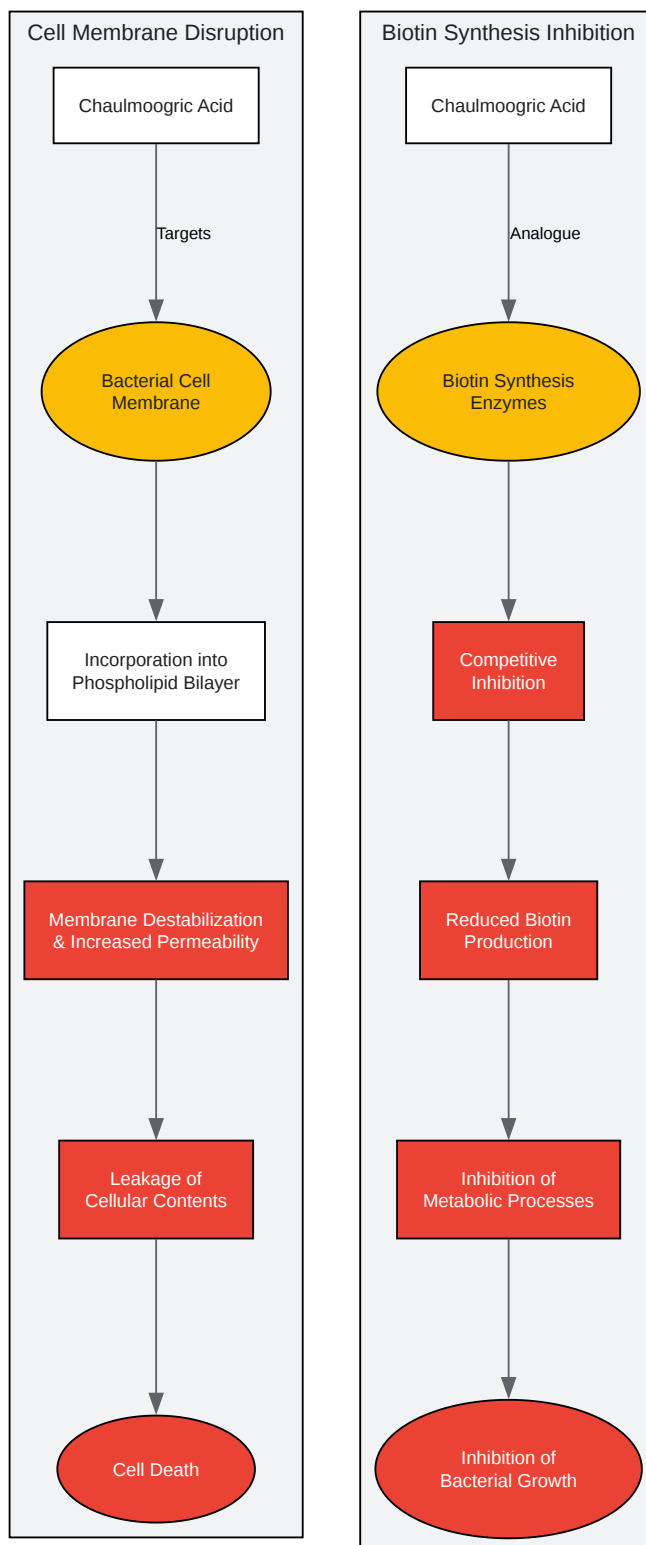 Cell Membrane Disruption
Chaulmoogric Acid
Targets
Bacterial Cell
Membrane
Incorporation into
Phospholipid Bilayer
Membrane Destabilization
& Increased Permeability
Leakage of
Cellular Contents
Cell Death
Biotin Synthesis Inhibition
Chaulmoogric Acid
Analogue
Biotin Synthesis
Enzymes
Competitive
Inhibition
Reduced Biotin
Production
Inhibition of
Metabolic Processes
Inhibition of
Bacterial Growth